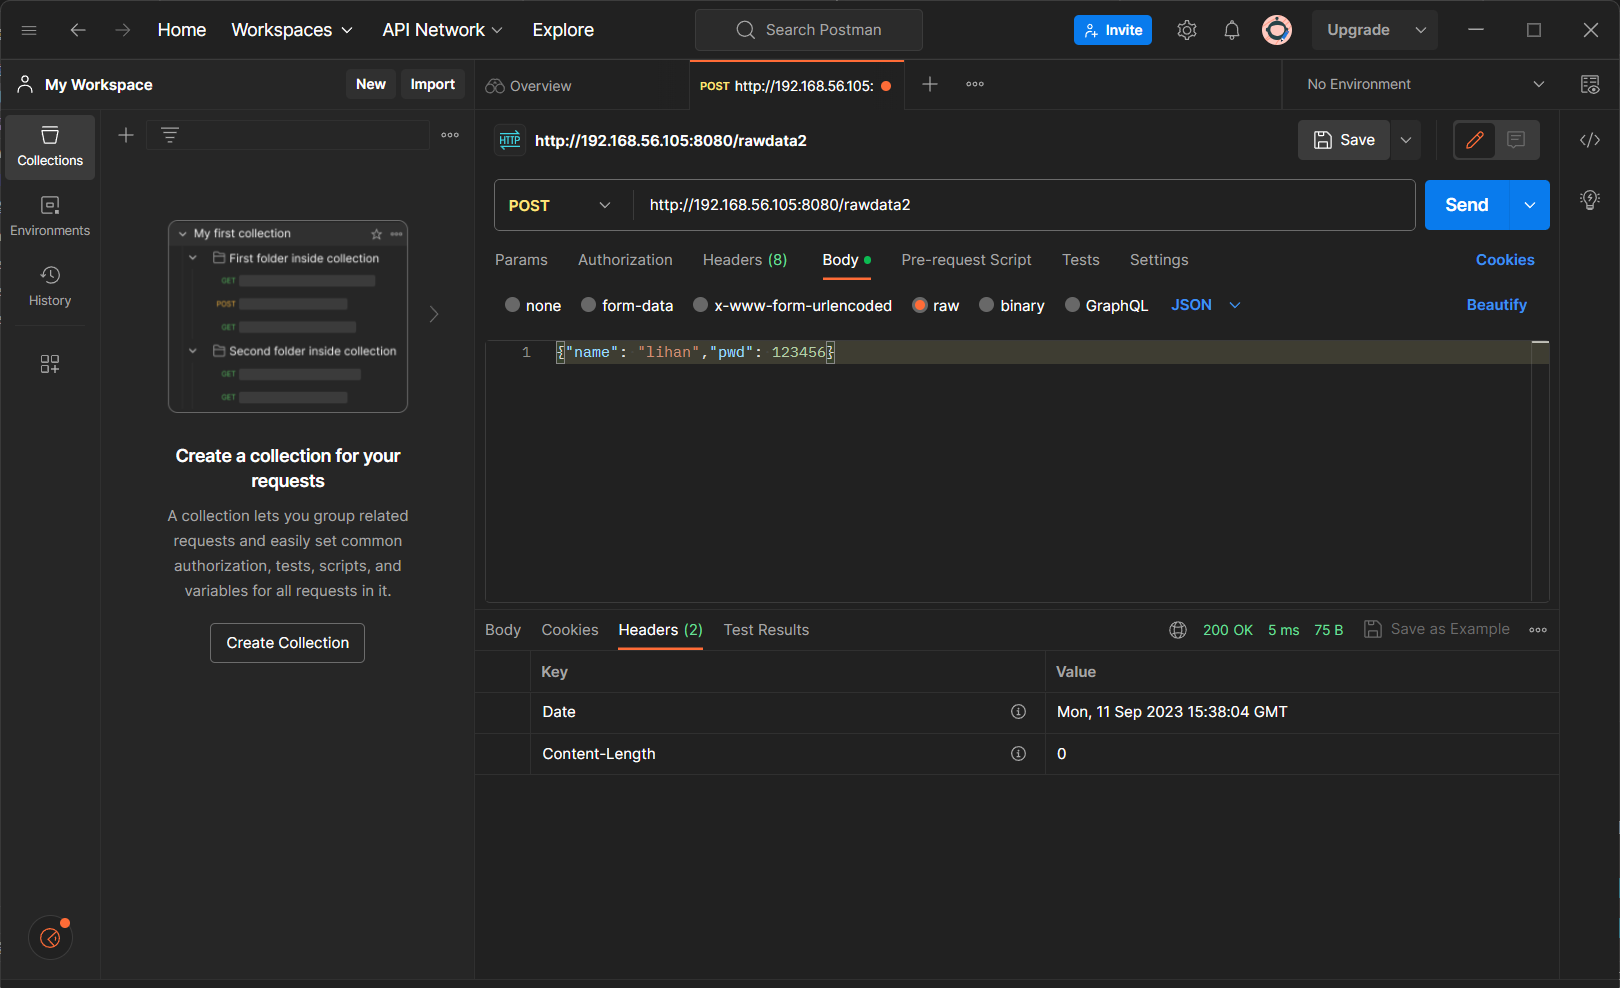 Home
Workspaces
API Network
Explore
Search Postman
Invite
Upgrade
My Workspace
New
Import
Overview
POST http://192.168.56.105:
No Environment
Collections
Environments
History
My first collection
First folder inside collection
GET
POST
GET
Second folder inside collection
GET
GET
Create a collection for your
requests
A collection lets you group related
requests and easily set common
authorization, tests, scripts, and
variables for all requests in it.
Create Collection
HTTP
http://192.168.56.105:8080/rawdata2
Save
POST
http://192.168.56.105:8080/rawdata2
Send
Params
Authorization
Headers (8)
Body
Pre-request Script
Tests
Settings
Cookies
none
form-data
x-www-form-urlencoded
raw
binary
GraphQL
JSON
Beautify
1 {"name": "lihan","pwd": 123456}
Body
Cookies
Headers (2)
Test Results
200 OK
5 ms
75 B
Save as Example
Key
Value
Date
Mon, 11 Sep 2023 15:38:04 GMT
Content-Length
0